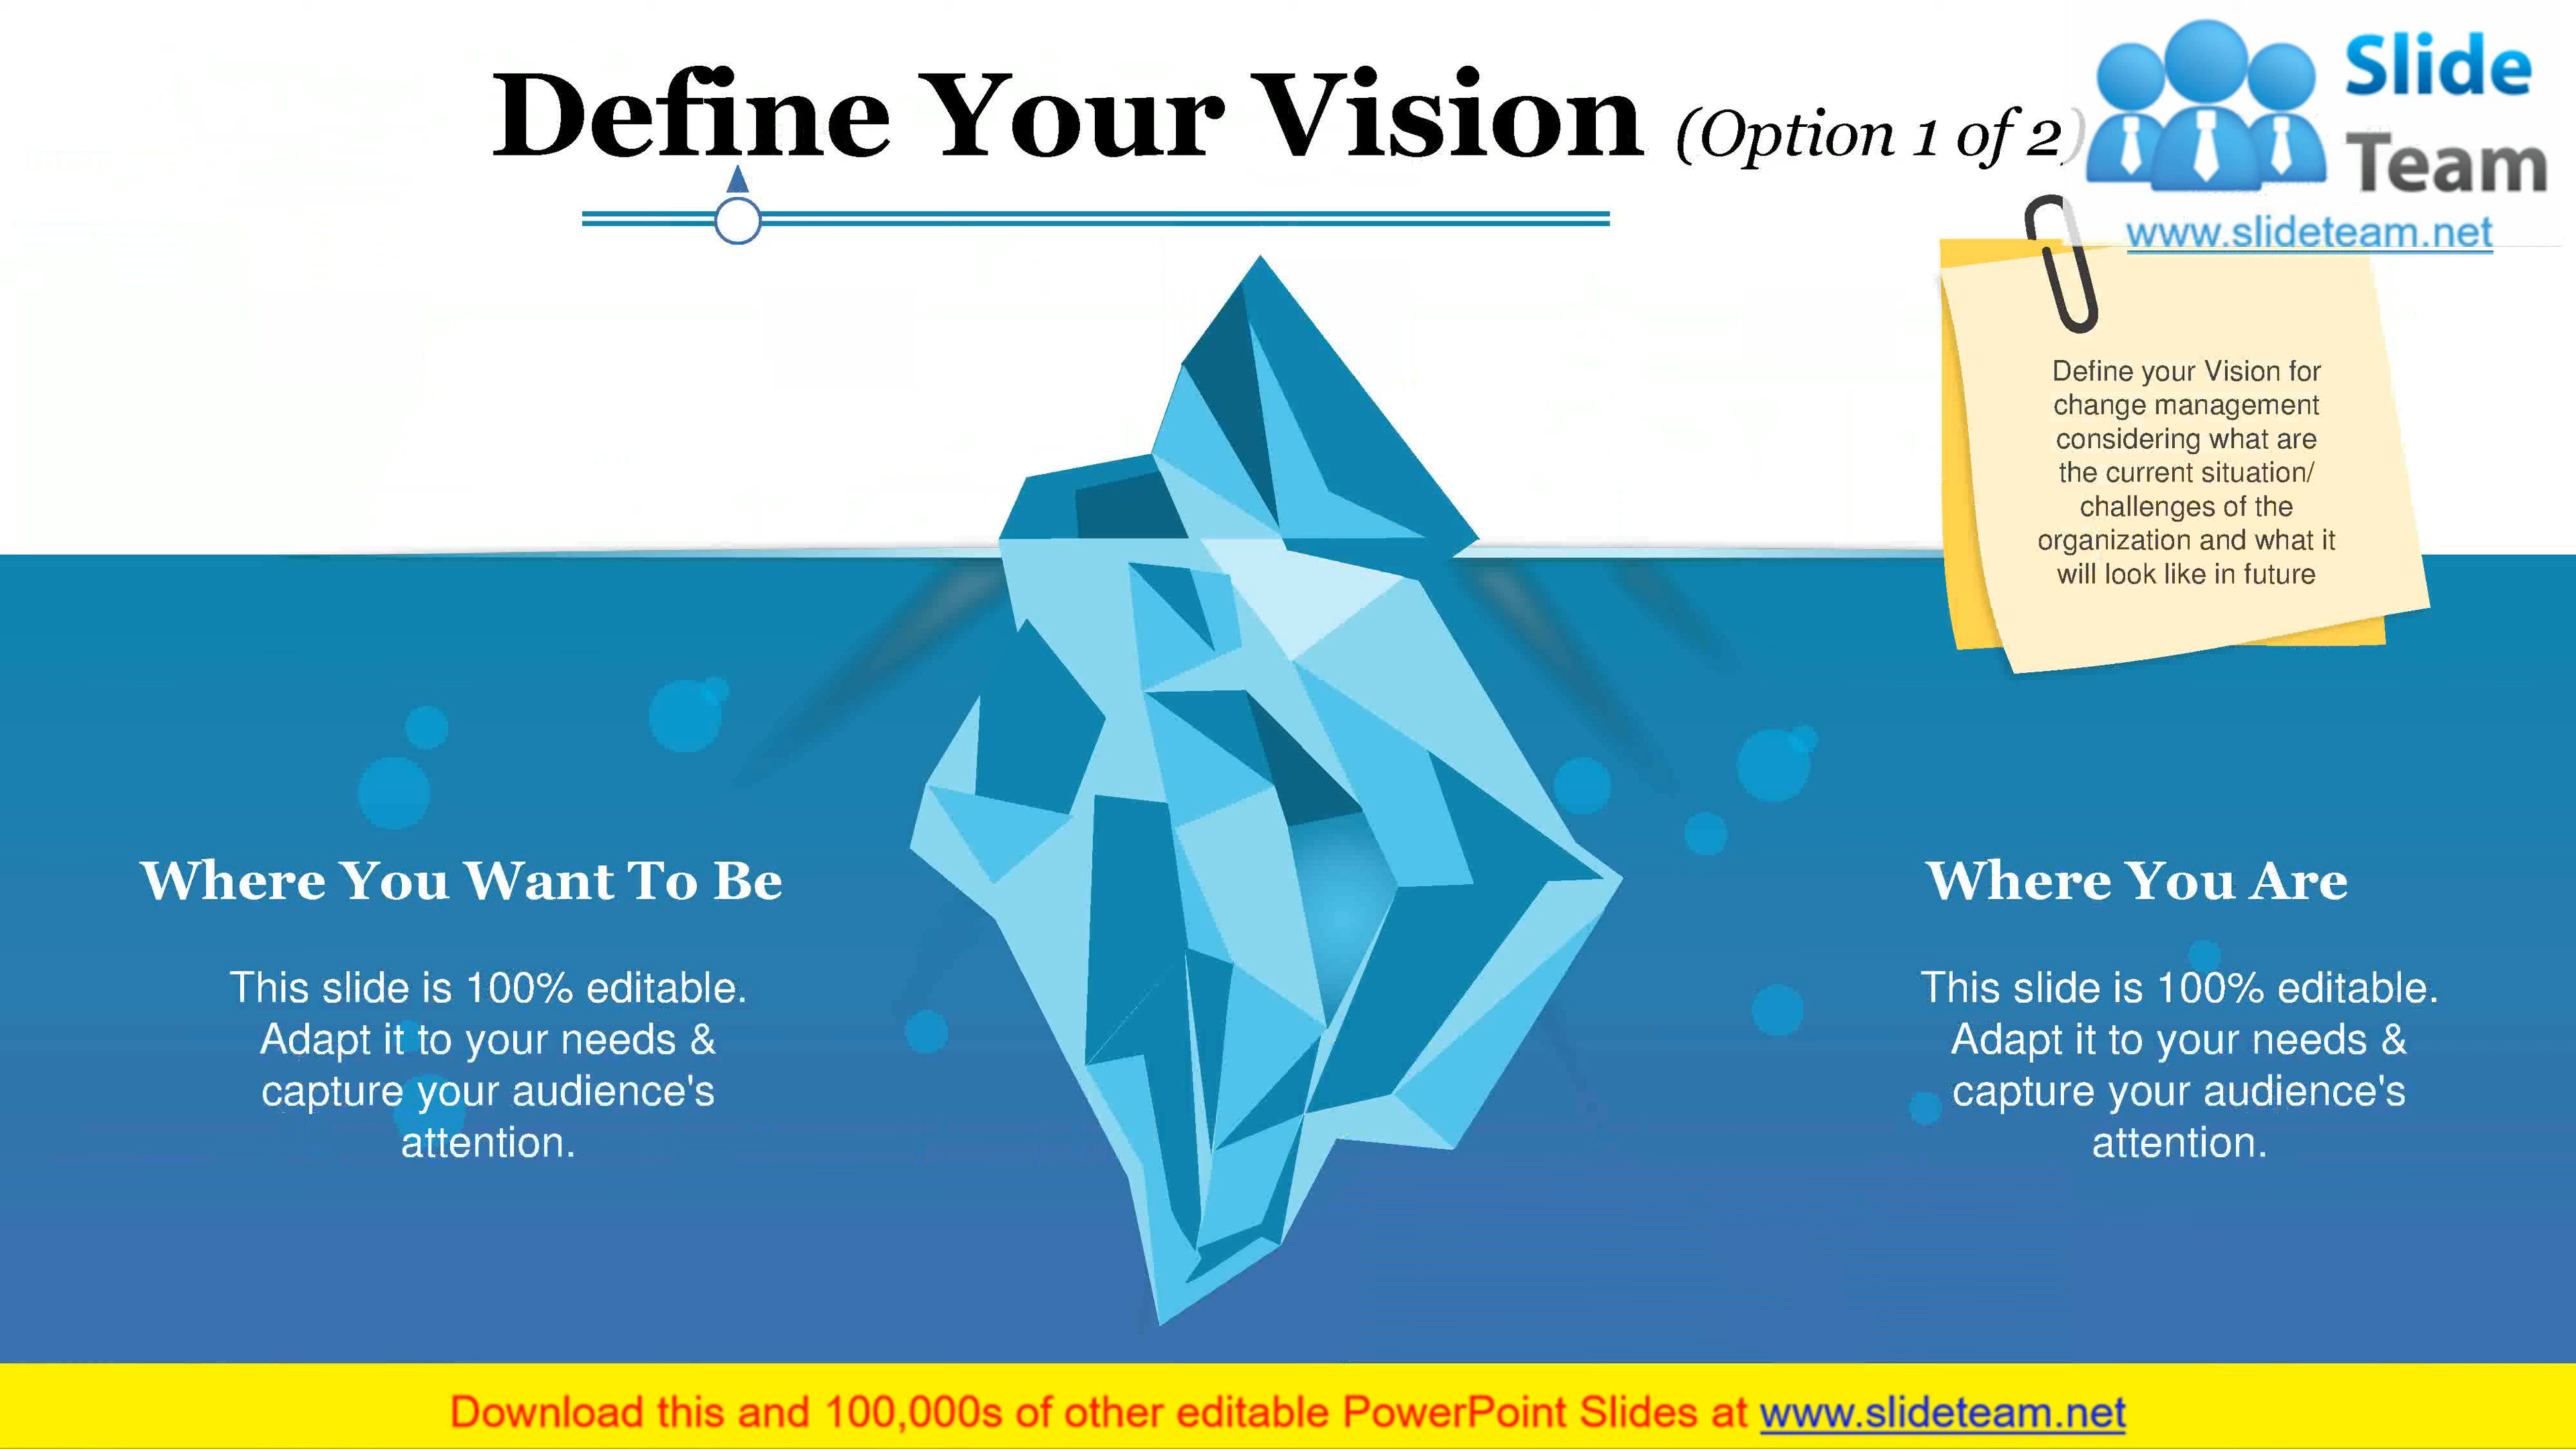 Define Your Vision (Option 1 of 2)
Slide
Team
www.slideteam.net
Define your Vision for
change management
considering what are
the current situation/
challenges of the
organization and what it
will look like in future
Where You Want To Be
This slide is 100% editable.
Adapt it to your needs &
capture your audience's
attention.
Where You Are
This slide is 100% editable.
Adapt it to your needs &
capture your audience's
attention.
Download this and 100,000s of other editable PowerPoint Slides at www.slideteam.net